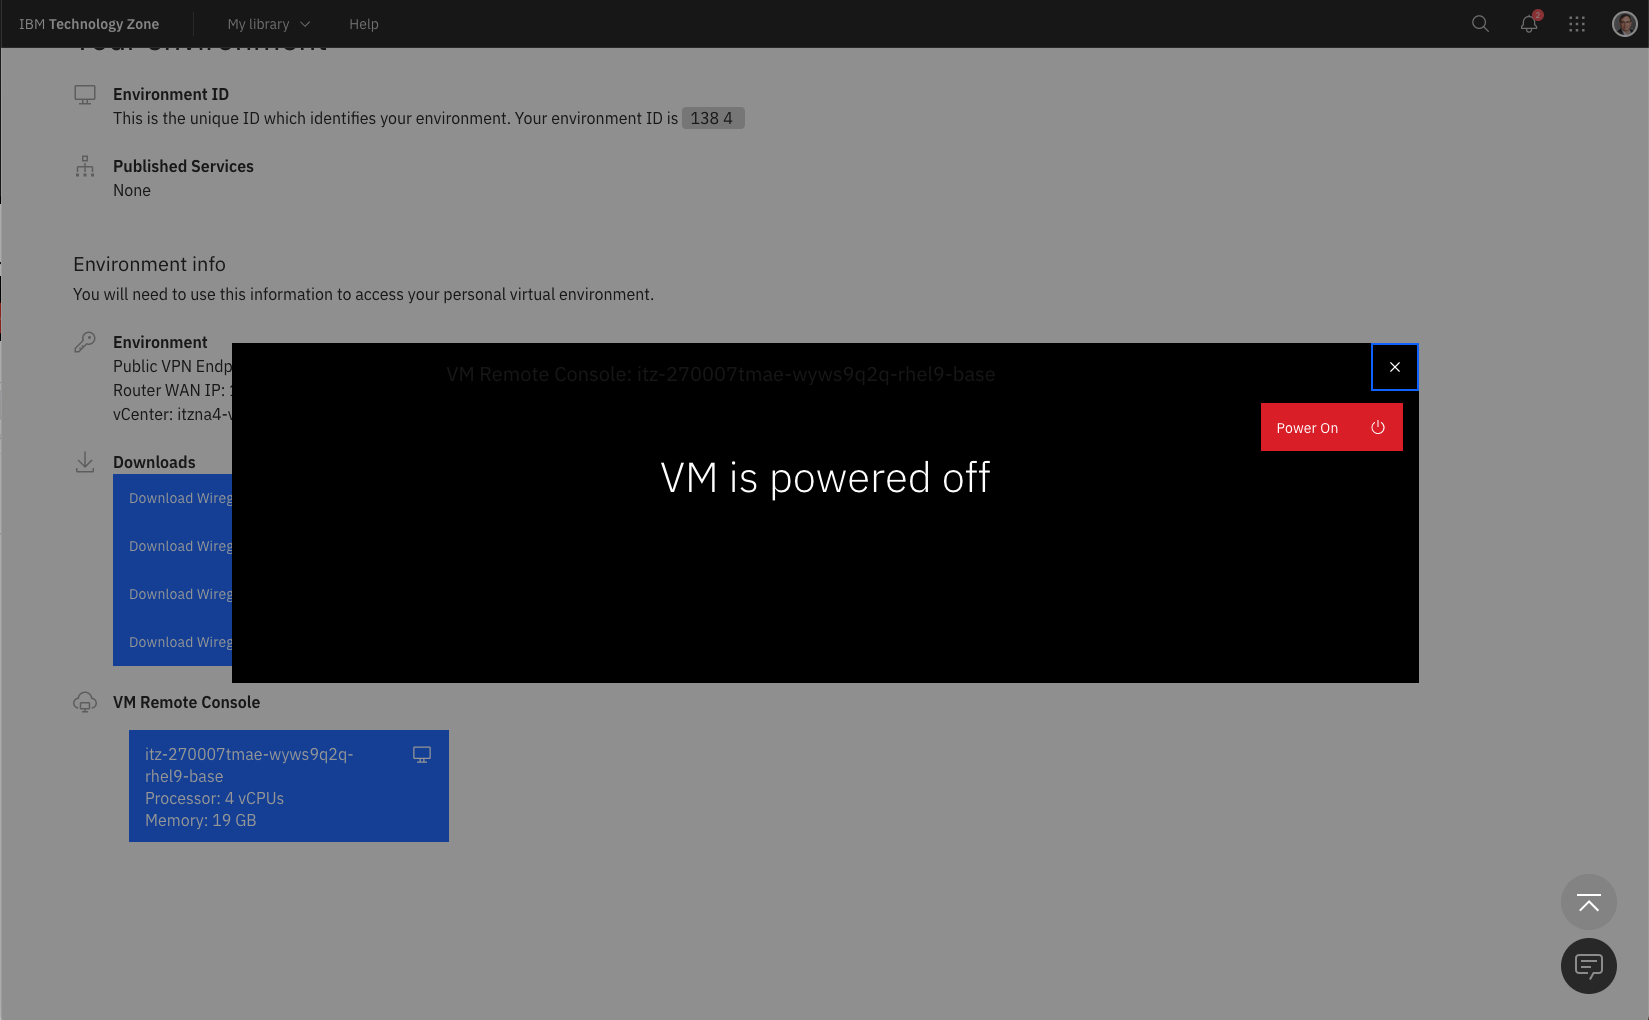 IBM Technology Zone
My library
Help
2
Your environment
Environment ID
This is the unique ID which identifies your environment. Your environment ID is 138 4
Published Services
None
Environment info
You will need to use this information to access your personal virtual environment.
Environment
Public VPN Endp
Router WAN IP:
vCenter: itzna4-v
VM Remote Console: itz-270007tmae-wyws9q2q-rhel9-base
Power On
VM is powered off
Downloads
Download Wireg
Download Wireg
Download Wireg
Download Wireg
VM Remote Console
itz-270007tmae-wyws9q2q-
rhel9-base
Processor: 4 vCPUs
Memory: 19 GB